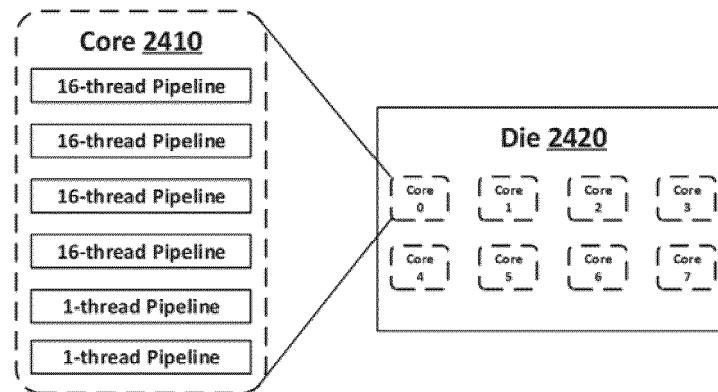 Core 2410
16-thread Pipeline
16-thread Pipeline
16-thread Pipeline
16-thread Pipeline
1-thread Pipeline
1-thread Pipeline
Die 2420
Core
0
Core
1
Core
2
Core
3
Core
4
Core
5
Core
6
Core
7